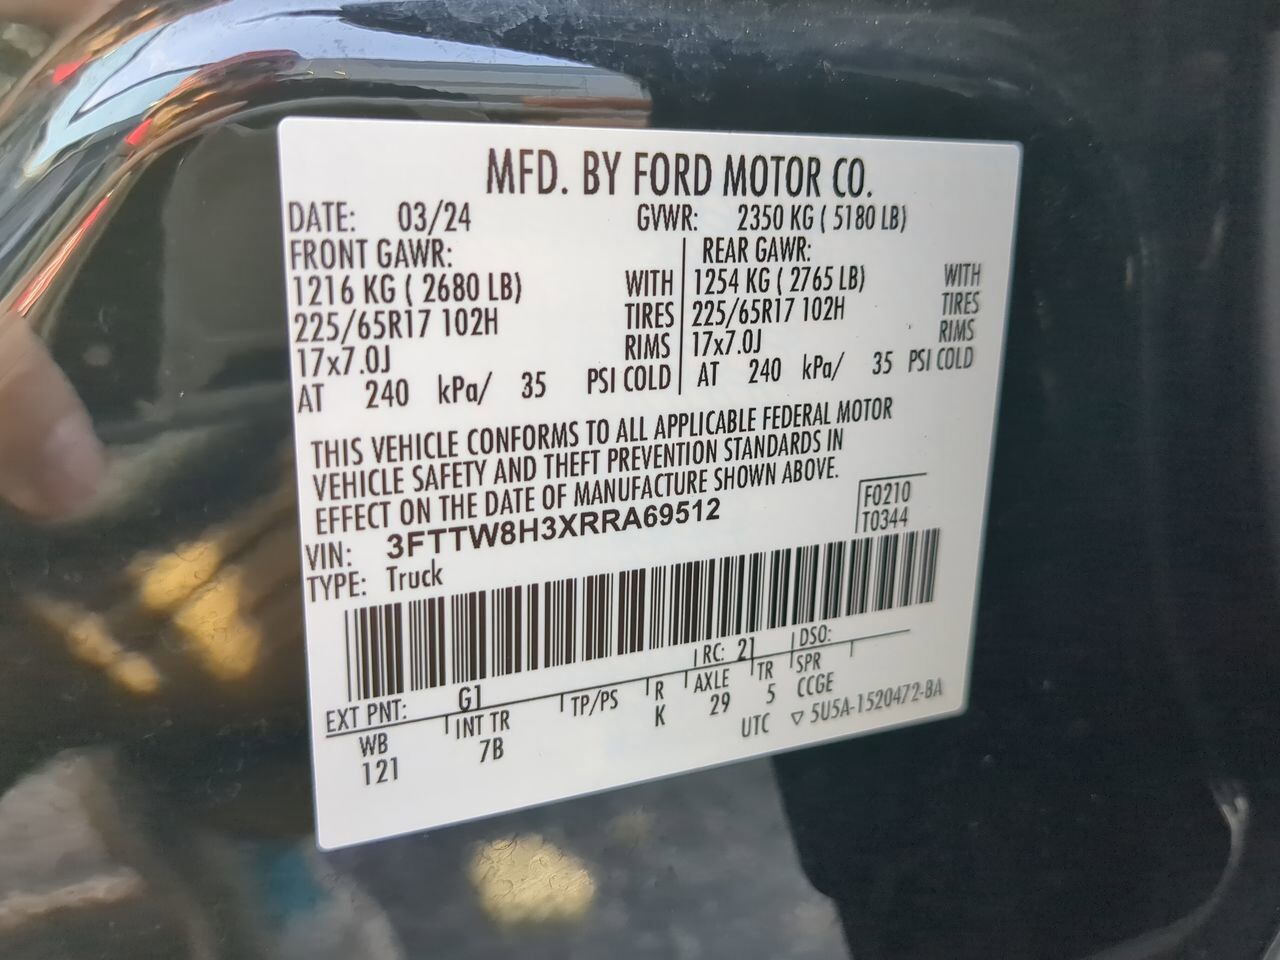 MFD. BY FORD MOTOR CO.
DATE: 03/24 GVWR: 2350 KG ( 5180 LB)
FRONT GAWR: REAR GAWR:
1216 KG ( 2680 LB) WITH 1254 KG ( 2765 LB) WITH
225/65R17 102H TIRES 225/65R17 102H TIRES
17x7.0J RIMS 17x7.0J RIMS
AT 240 kPa/ 35 PSI COLD AT 240 kPa/ 35 PSI COLD
THIS VEHICLE CONFORMS TO ALL APPLICABLE FEDERAL MOTOR
VEHICLE SAFETY AND THEFT PREVENTION STANDARDS IN
EFFECT ON THE DATE OF MANUFACTURE SHOWN ABOVE.
F0210
T0344
VIN: 3FTTW8H3XRRA69512
TYPE: Truck
EXT PNT: G1 RC: 21 DSO:
WB INT TR TP/PS R AXLE TR SPR
121 7B K 29 5 CCGE
UTC ▽ 5U5A-1520472-BA